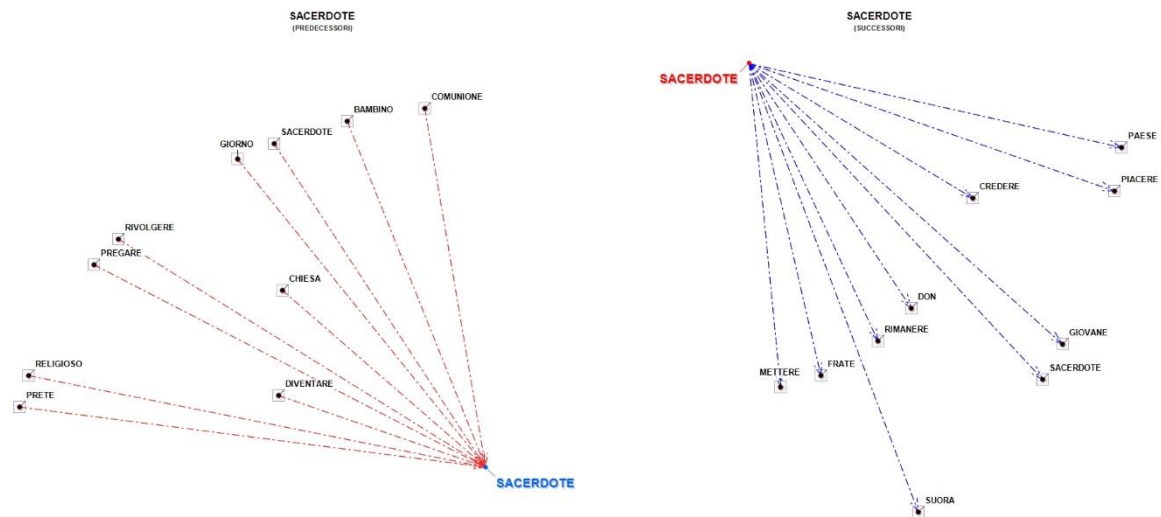 SACERDOTE
(PREDECESSORI)
COMUNIONE
BAMBINO
SACERDOTE
GIORNO
RIVOLGERE
PREGARE
CHIESA
RELIGIOSO
DIVENTARE
PRETE
SACERDOTE
SACERDOTE
(SUCCESSORI)
SACERDOTE
PAESE
PIACERE
CREDERE
DON
RIMANERE
GIOVANE
FRATE
METTERE
SACERDOTE
SUORA